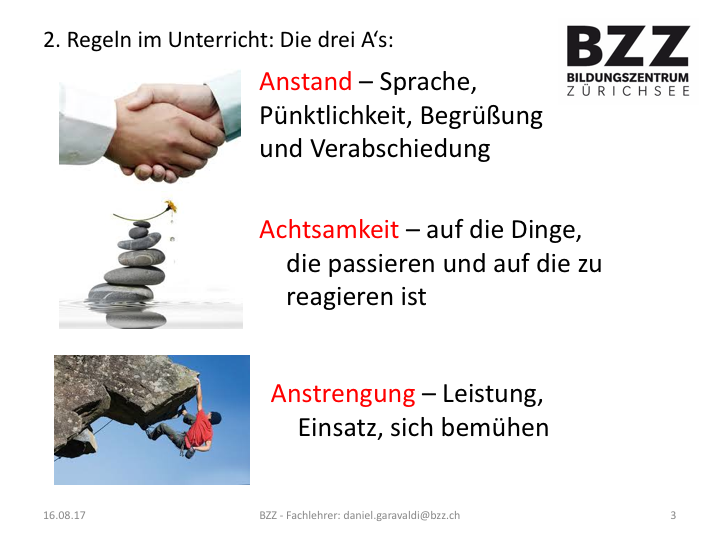 2. Regeln im Unterricht: Die drei A‘s:
BZZ
BILDUNGSZENTRUM
ZÜRICHSEE
Anstand – Sprache,
Pünktlichkeit, Begrüßung
und Verabschiedung
Achtsamkeit – auf die Dinge,
die passieren und auf die zu
reagieren ist
Anstrengung – Leistung,
Einsatz, sich bemühen
16.08.17
BZZ - Fachlehrer: daniel.garavaldi@bzz.ch
3